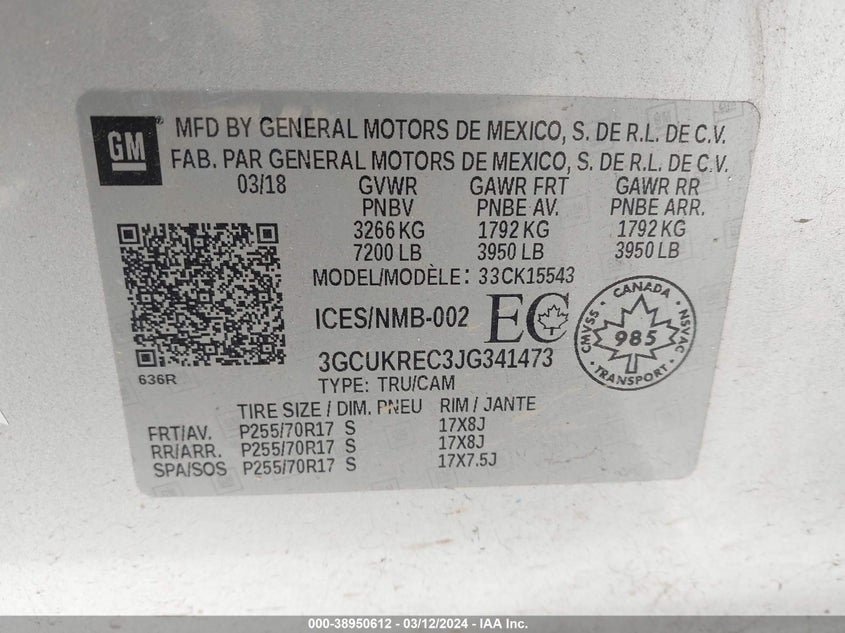 GM
MFD BY GENERAL MOTORS DE MEXICO, S. DE R.L. DE C.V.
FAB. PAR GENERAL MOTORS DE MEXICO, S. DE R.L. DE C.V.
03/18 GVWR GAWR FRT GAWR RR
PNBV PNBE AV. PNBE ARR.
3266 KG 1792 KG 1792 KG
7200 LB 3950 LB 3950 LB
MODEL/MODÈLE: 33CK15543
ICES/NMB-002 EC
CANADA
CMVSS 985 NSVAC
TRANSPORT
3GCUKREC3JG341473
636R
TYPE: TRU/CAM
TIRE SIZE / DIM. PNEU RIM / JANTE
FRT/AV. P255/70R17 S 17X8J
RR/ARR. P255/70R17 S 17X8J
SPA/SOS P255/70R17 S 17X7.5J
000-38950612 - 03/12/2024 - IAA Inc.